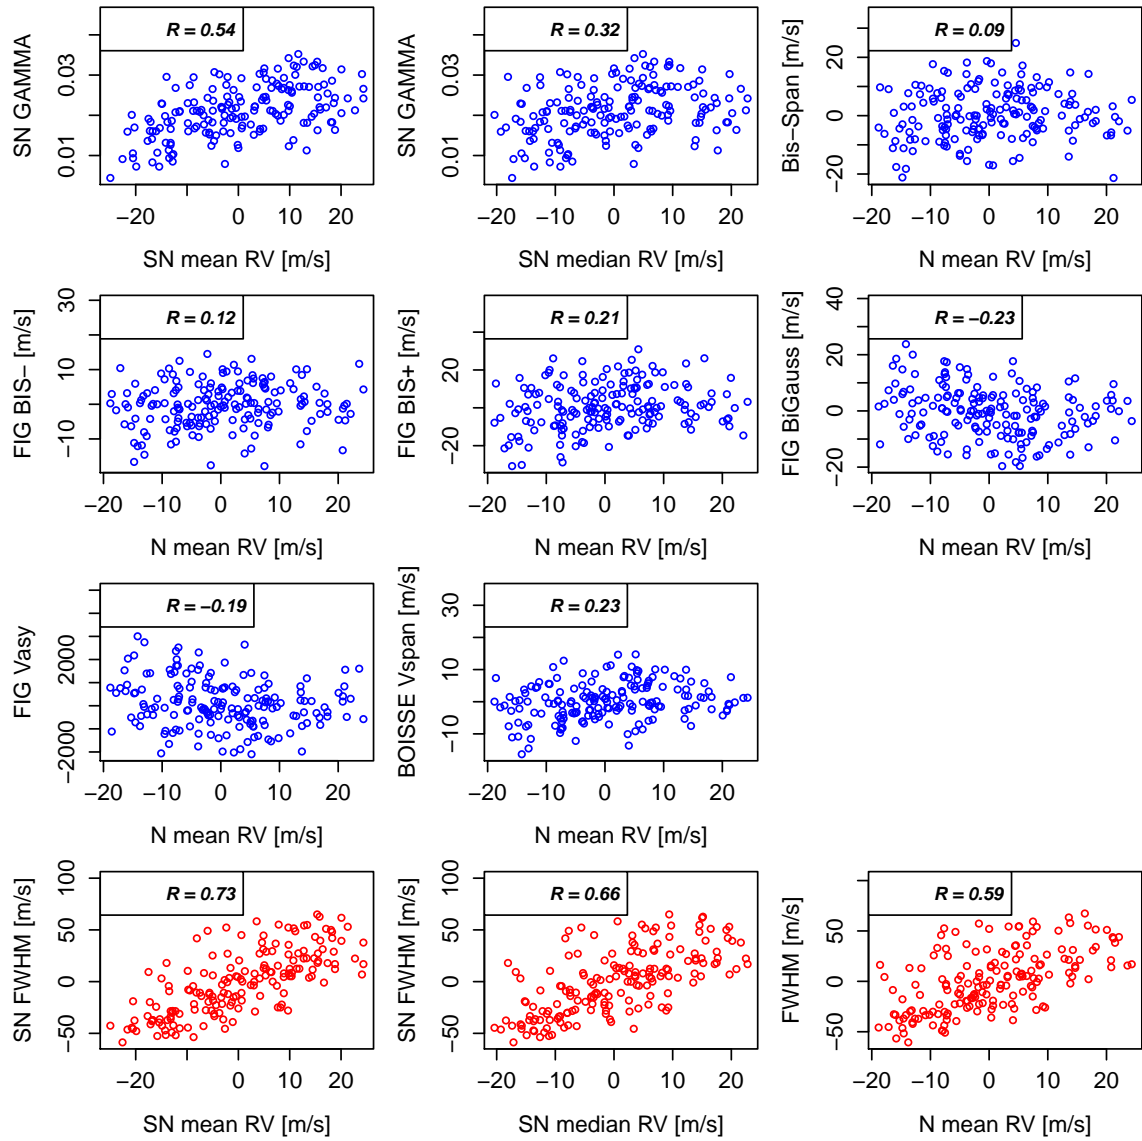 R = 0.54
SN GAMMA
0.01 0.03
−20 −10 0 10 20
SN mean RV [m/s]
R = 0.32
SN GAMMA
0.01 0.03
−20 −10 0 10 20
SN median RV [m/s]
R = 0.09
Bis−Span [m/s]
−20 0 20
−20 −10 0 10 20
N mean RV [m/s]
R = 0.12
FIG BIS− [m/s]
−10 10 30
−20 −10 0 10 20
N mean RV [m/s]
R = 0.21
FIG BIS+ [m/s]
−20 20
−20 −10 0 10 20
N mean RV [m/s]
R = −0.23
FIG BiGauss [m/s]
−20 0 20 40
−20 −10 0 10 20
N mean RV [m/s]
R = −0.19
FIG Vasy
−2000 2000
−20 −10 0 10 20
N mean RV [m/s]
R = 0.23
BOISSE Vspan [m/s]
−10 10 30
−20 −10 0 10 20
N mean RV [m/s]
R = 0.73
SN FWHM [m/s]
−50 0 50 100
−20 −10 0 10 20
SN mean RV [m/s]
R = 0.66
SN FWHM [m/s]
−50 0 50 100
−20 −10 0 10 20
SN median RV [m/s]
R = 0.59
FWHM [m/s]
−50 0 50
−20 −10 0 10 20
N mean RV [m/s]